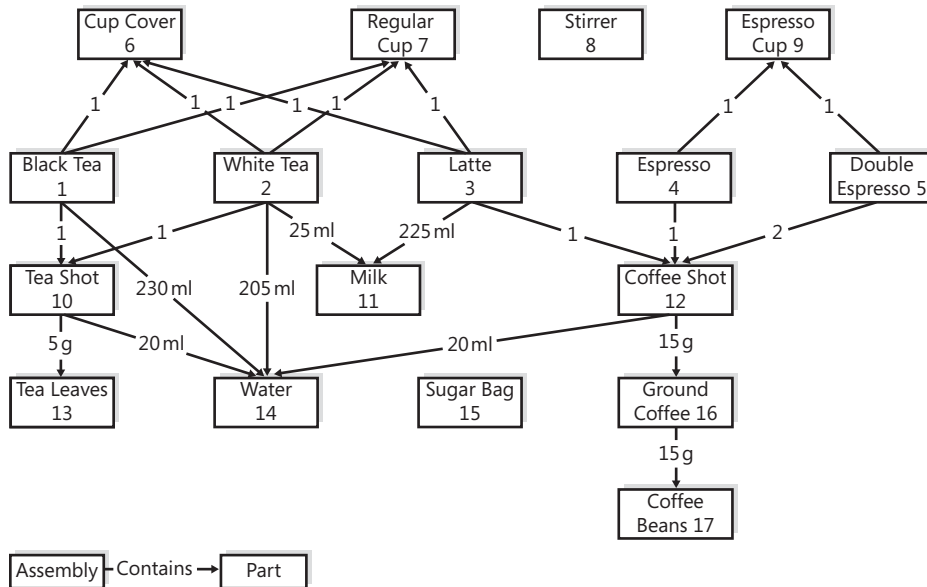 Cup Cover
6
Regular
Cup 7
Stirrer
8
Espresso
Cup 9
1
1
1
1
1
1
1
1
Black Tea
1
White Tea
2
Latte
3
Espresso
4
Double
Espresso 5
1
1
25 ml
225 ml
1
1
2
Tea Shot
10
230 ml
205 ml
Milk
11
Coffee Shot
12
5 g
20 ml
20 ml
15 g
Tea Leaves
13
Water
14
Sugar Bag
15
Ground
Coffee 16
15 g
Coffee
Beans 17
Assembly
Contains
Part